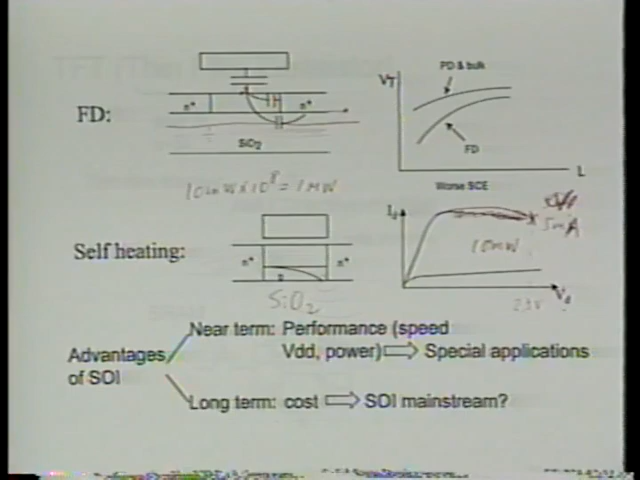 PD & bulk
VT
FD:
n+
n+
SiO2
FD
L
10mW x 10^8 = 1MW
Worse SCE
Id
5mA
Self heating:
n+
n+
10mW
SiO2
Vd
Near term: Performance (speed
Vdd, power) ⇒ Special applications
Advantages
of SOI
Long term: cost ⇒ SOI mainstream?